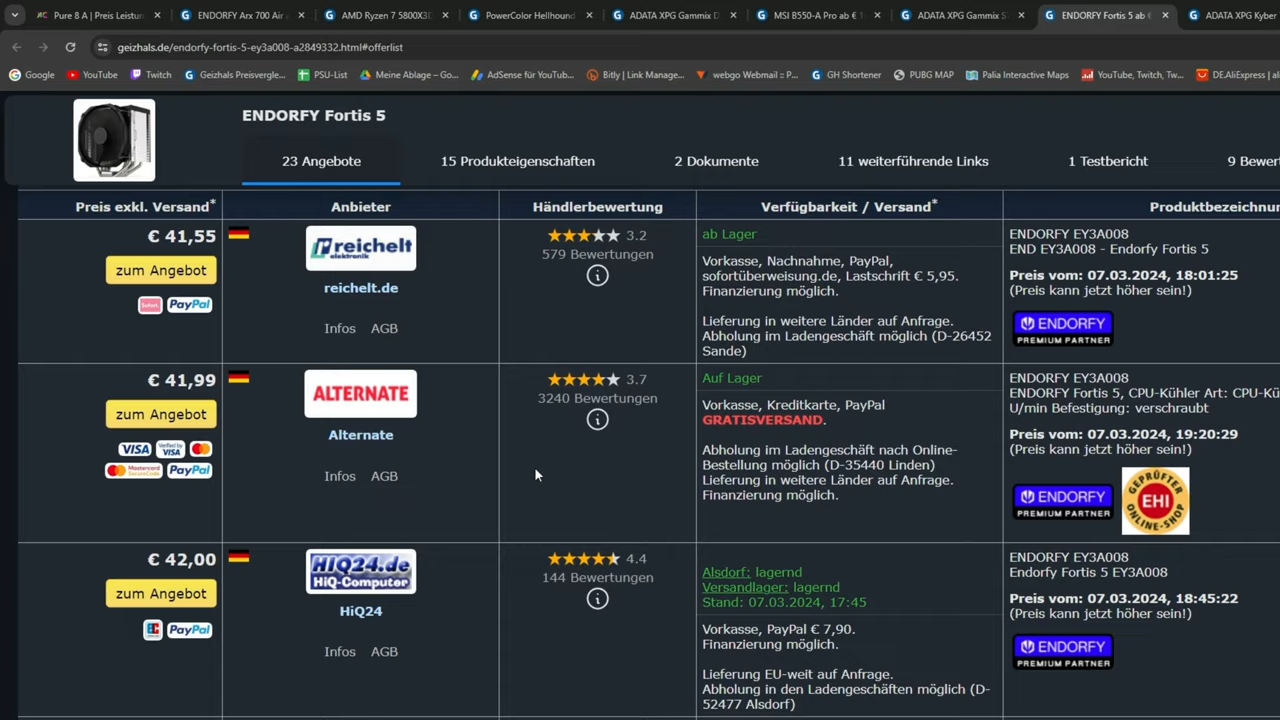 Pure 8 A | Preis Leistun
ENDORFY Arx 700 Air a
AMD Ryzen 7 5800X3D
PowerColor Hellhound
ADATA XPG Gammix D
MSI B550-A Pro ab € 1
ADATA XPG Gammix S
ENDORFY Fortis 5 ab €
ADATA XPG Kyber
geizhals.de/endorfy-fortis-5-ey3a008-a2849332.html#offerlist
Google
YouTube
Twitch
Geizhals Preisvergle...
PSU-List
Meine Ablage – Go...
AdSense für YouTub...
Bitly | Link Manage...
webgo Webmail :: P...
GH Shortener
PUBG MAP
Palia Interactive Maps
YouTube, Twitch, Tw...
DE.AliExpress | al
ENDORFY Fortis 5
23 Angebote
15 Produkteigenschaften
2 Dokumente
11 weiterführende Links
1 Testbericht
9 Bewer
Preis exkl. Versand*
Anbieter
Händlerbewertung
Verfügbarkeit / Versand*
Produktbezeichnun
€ 41,55
zum Angebot
Sofort.
PayPal
reichelt
elektronik
reichelt.de
Infos AGB
3.2
579 Bewertungen
ab Lager
Vorkasse, Nachnahme, PayPal,
sofortüberweisung.de, Lastschrift € 5,95.
Finanzierung möglich.
Lieferung in weitere Länder auf Anfrage.
Abholung im Ladengeschäft möglich (D-26452
Sande)
ENDORFY EY3A008
END EY3A008 - Endorfy Fortis 5
Preis vom: 07.03.2024, 18:01:25
(Preis kann jetzt höher sein!)
ENDORFY
PREMIUM PARTNER
€ 41,99
zum Angebot
VISA
Verified by
VISA
Mastercard
SecureCode
PayPal
ALTERNATE
Alternate
Infos AGB
3.7
3240 Bewertungen
Auf Lager
Vorkasse, Kreditkarte, PayPal
GRATISVERSAND.
Abholung im Ladengeschäft nach Online-
Bestellung möglich (D-35440 Linden)
Lieferung in weitere Länder auf Anfrage.
Finanzierung möglich.
ENDORFY EY3A008
ENDORFY Fortis 5, CPU-Kühler Art: CPU-Kü
U/min Befestigung: verschraubt
Preis vom: 07.03.2024, 19:20:29
(Preis kann jetzt höher sein!)
ENDORFY
PREMIUM PARTNER
GEPRÜFTER
EHI
ONLINE-SHOP
€ 42,00
zum Angebot
EC
PayPal
HIQ24.de
HiQ-Computer
HiQ24
Infos AGB
4.4
144 Bewertungen
Alsdorf: lagernd
Versandlager: lagernd
Stand: 07.03.2024, 17:45
Vorkasse, PayPal € 7,90.
Finanzierung möglich.
Lieferung EU-weit auf Anfrage.
Abholung in den Ladengeschäften möglich (D-
52477 Alsdorf)
ENDORFY EY3A008
Endorfy Fortis 5 EY3A008
Preis vom: 07.03.2024, 18:45:22
(Preis kann jetzt höher sein!)
ENDORFY
PREMIUM PARTNER